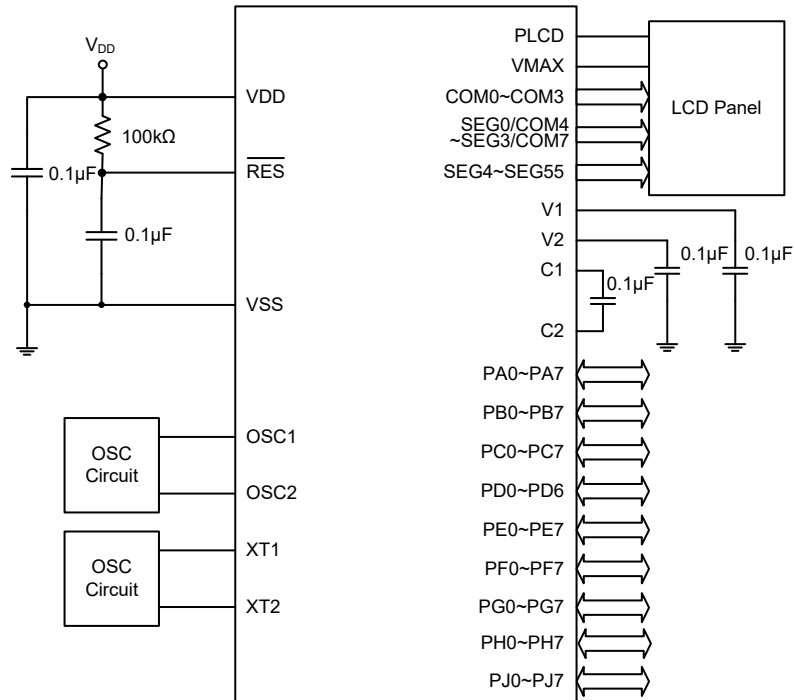 V_DD
VDD
100kΩ
0.1µF
RES
0.1µF
VSS
OSC
Circuit
OSC1
OSC2
OSC
Circuit
XT1
XT2
PLCD
VMAX
COM0~COM3
SEG0/COM4
~SEG3/COM7
SEG4~SEG55
LCD Panel
V1
V2
C1
C2
0.1µF
0.1µF
0.1µF
PA0~PA7
PB0~PB7
PC0~PC7
PD0~PD6
PE0~PE7
PF0~PF7
PG0~PG7
PH0~PH7
PJ0~PJ7